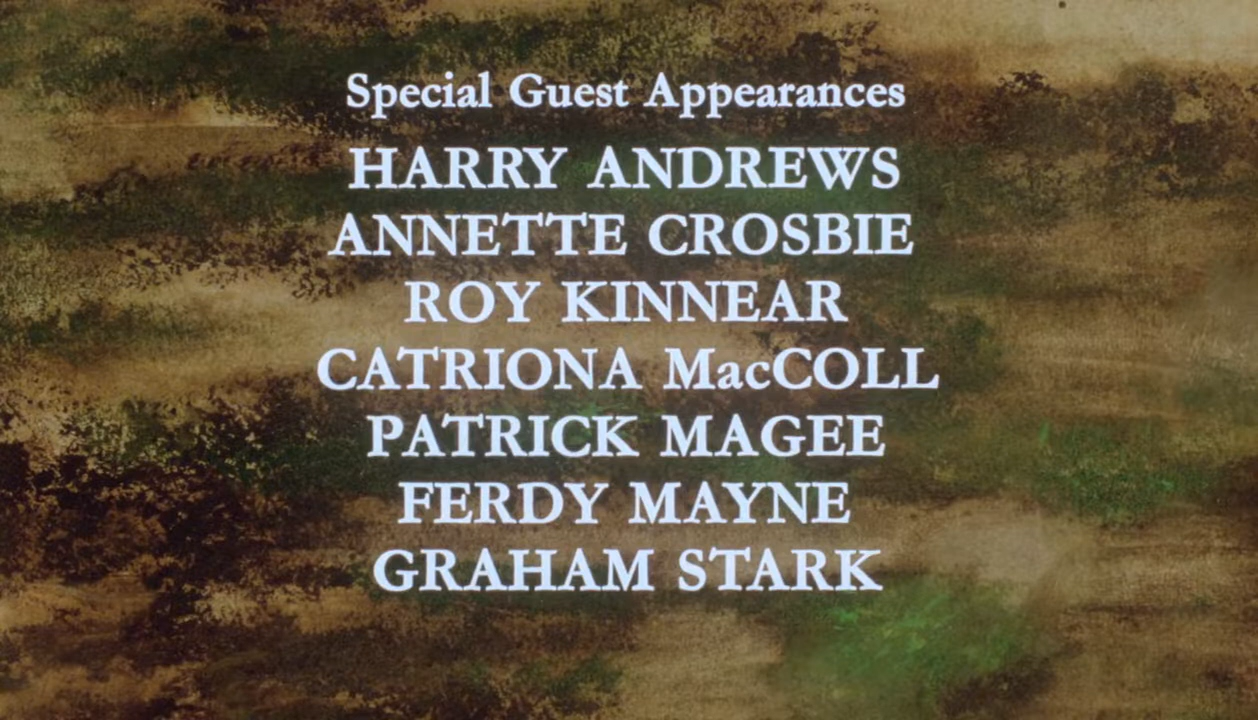 Special Guest Appearances
HARRY ANDREWS
ANNETTE CROSBIE
ROY KINNEAR
CATRIONA MacCOLL
PATRICK MAGEE
FERDY MAYNE
GRAHAM STARK